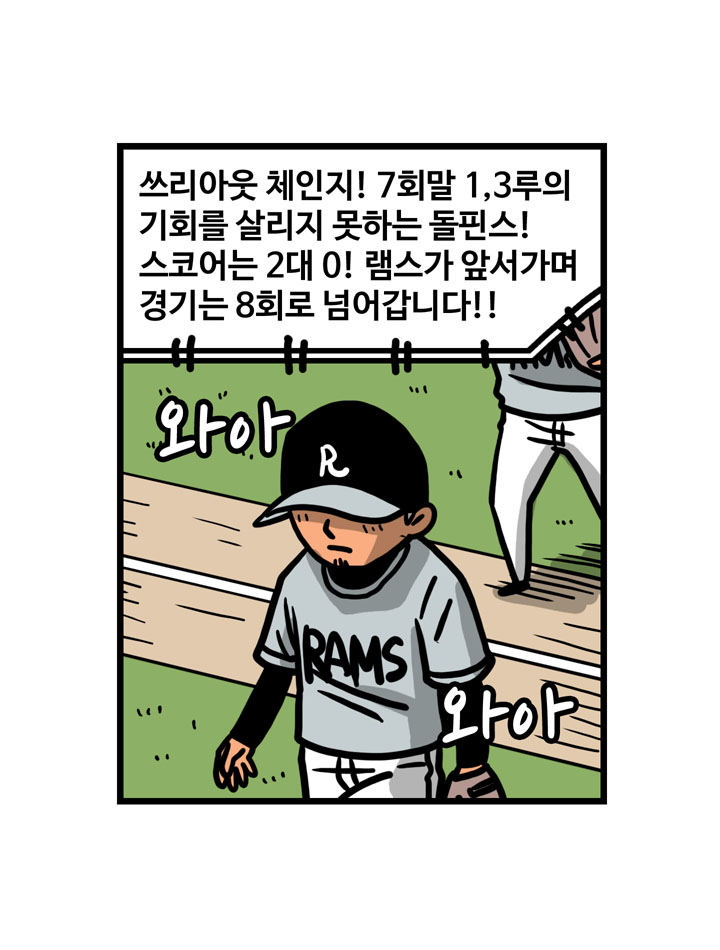 쓰리아웃 체인지! 7회말 1,3루의
기회를 살리지 못하는 돌핀스!
스코어는 2대 0! 램스가 앞서가며
경기는 8회로 넘어갑니다!!
와아
R
RAMS
와아